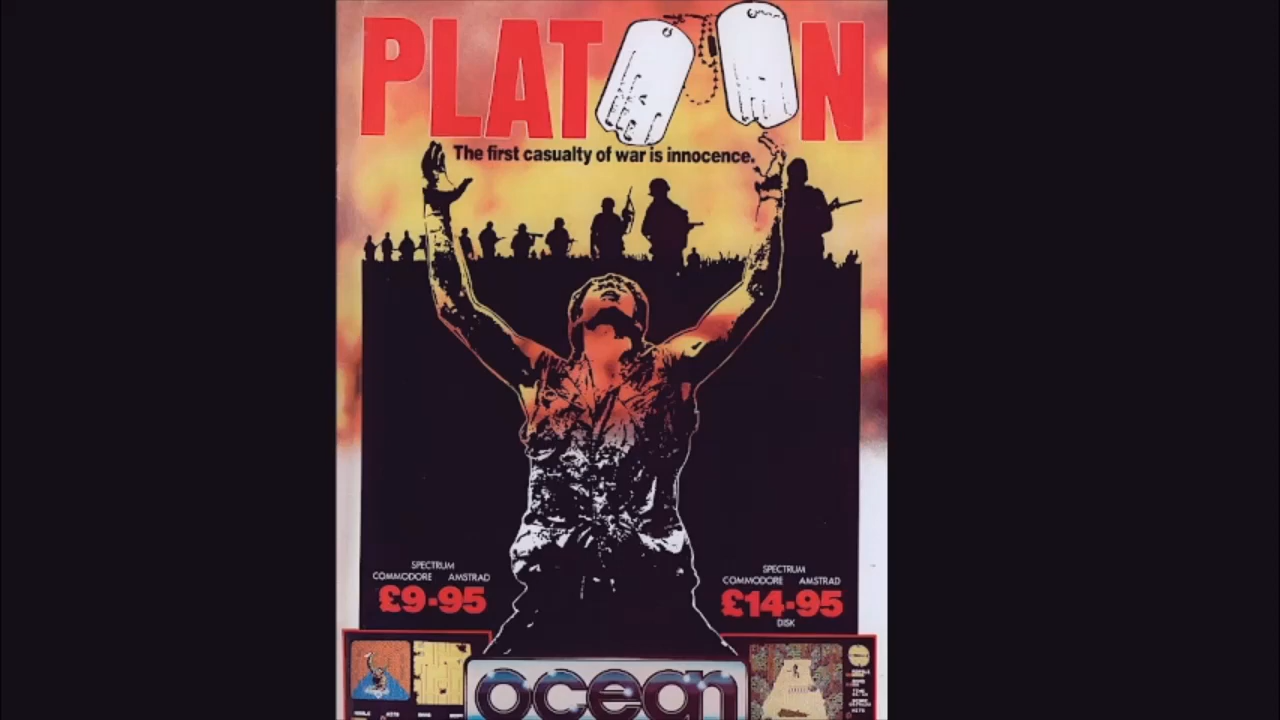 PLATOON
The first casualty of war is innocence.
SPECTRUM
COMMODORE AMSTRAD
£9·95
SPECTRUM
COMMODORE AMSTRAD
£14·95
DISK
ocean